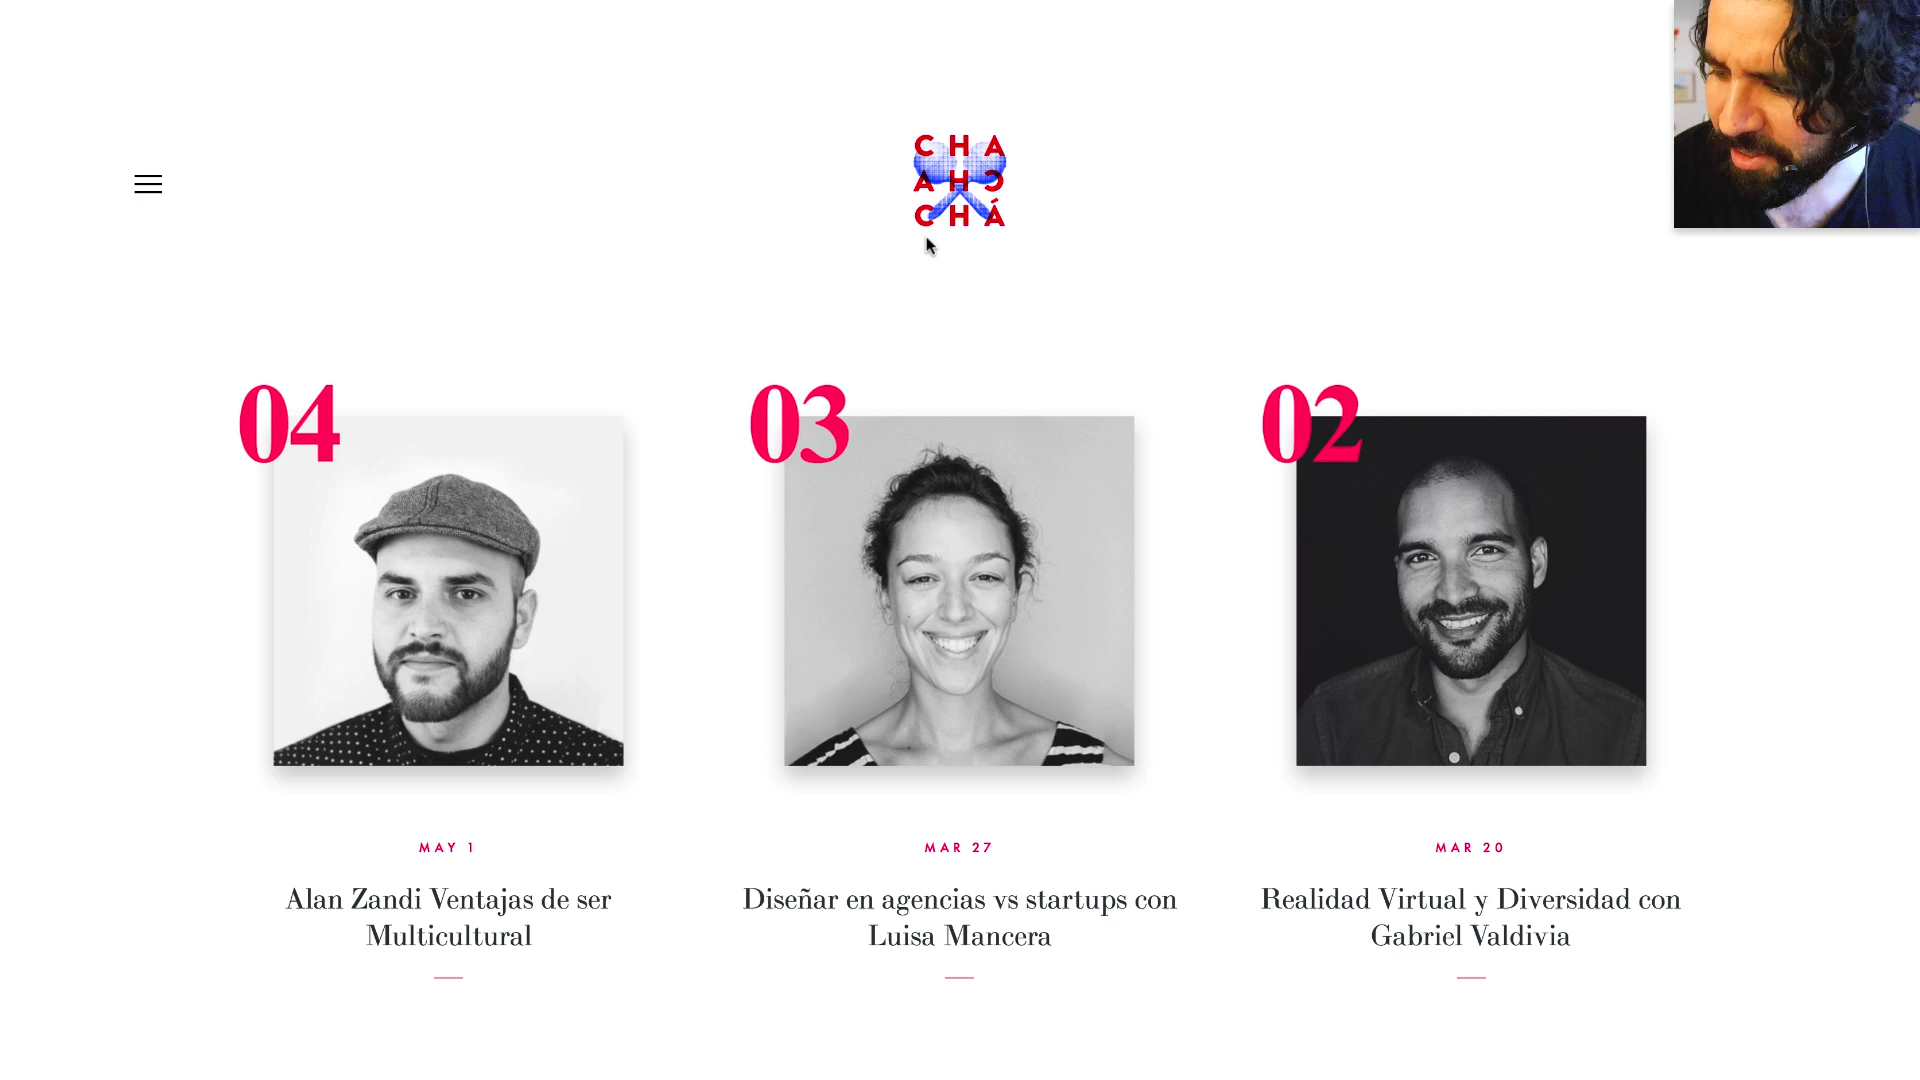 CHA
AHC
CHÁ
04
03
02
MAY 1
MAR 27
MAR 20
Alan Zandi Ventajas de ser
Multicultural
Diseñar en agencias vs startups con
Luisa Mancera
Realidad Virtual y Diversidad con
Gabriel Valdivia